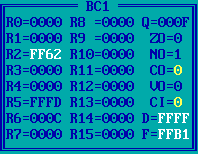 BC1
R0=0000 R8 =0000 Q=000F
R1=0000 R9 =0000 ZO=0
R2=FF62 R10=0000 NO=1
R3=0000 R11=0000 CO=0
R4=0000 R12=0000 VO=0
R5=FFFD R13=0000 CI=0
R6=000C R14=0000 D=FFFF
R7=0000 R15=0000 F=FFB1